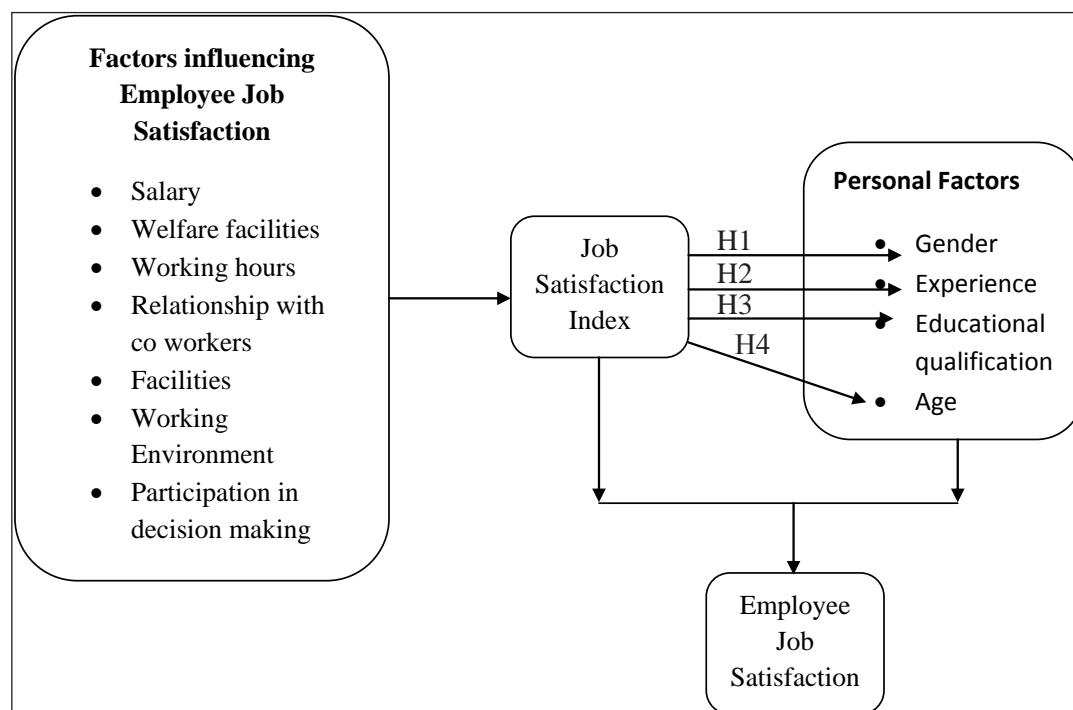 Factors influencing
Employee Job
Satisfaction
• Salary
• Welfare facilities
• Working hours
• Relationship with
co workers
• Facilities
• Working
Environment
• Participation in
decision making
Job
Satisfaction
Index
H1
H2
H3
H4
Personal Factors
• Gender
• Experience
• Educational
qualification
• Age
Employee
Job
Satisfaction